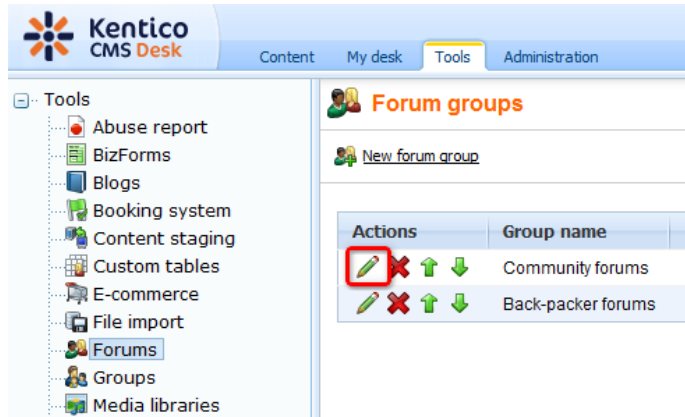 Kentico
CMS Desk
Content My desk Tools Administration
Tools
Abuse report
BizForms
Blogs
Booking system
Content staging
Custom tables
E-commerce
File import
Forums
Groups
Media libraries
Forum groups
New forum group
Actions Group name
Community forums
Back-packer forums